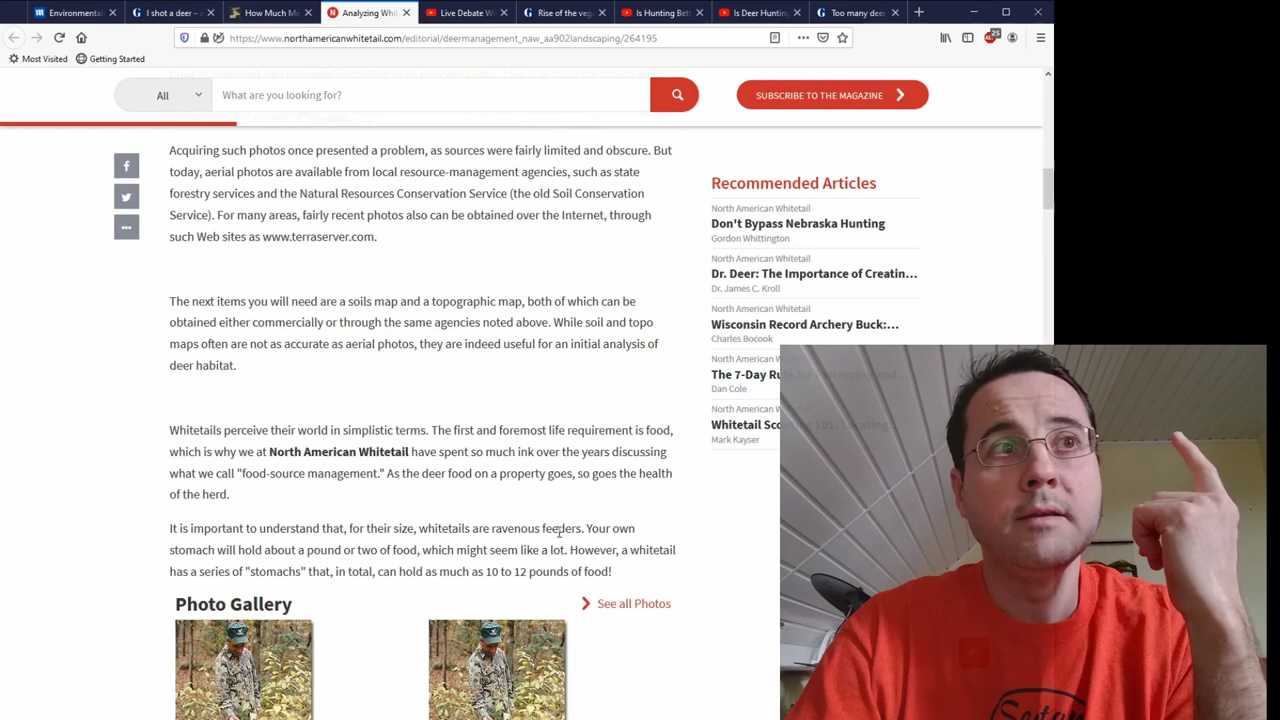 Environmental
I shot a deer –
How Much Me
Analyzing Whit
Live Debate Wi
Rise of the veg
Is Hunting Bett
Is Deer Hunting
Too many deer
https://www.northamericanwhitetail.com/editorial/deermanagement_naw_aa902landscaping/264195
25
Most Visited
Getting Started
All
What are you looking for?
SUBSCRIBE TO THE MAGAZINE
Acquiring such photos once presented a problem, as sources were fairly limited and obscure. But
today, aerial photos are available from local resource-management agencies, such as state
forestry services and the Natural Resources Conservation Service (the old Soil Conservation
Service). For many areas, fairly recent photos also can be obtained over the Internet, through
such Web sites as www.terraserver.com.
The next items you will need are a soils map and a topographic map, both of which can be
obtained either commercially or through the same agencies noted above. While soil and topo
maps often are not as accurate as aerial photos, they are indeed useful for an initial analysis of
deer habitat.
Whitetails perceive their world in simplistic terms. The first and foremost life requirement is food,
which is why we at North American Whitetail have spent so much ink over the years discussing
what we call "food-source management." As the deer food on a property goes, so goes the health
of the herd.
It is important to understand that, for their size, whitetails are ravenous feeders. Your own
stomach will hold about a pound or two of food, which might seem like a lot. However, a whitetail
has a series of "stomachs" that, in total, can hold as much as 10 to 12 pounds of food!
Photo Gallery
See all Photos
Recommended Articles
North American Whitetail
Don't Bypass Nebraska Hunting
Gordon Whittington
North American Whitetail
Dr. Deer: The Importance of Creatin...
Dr. James C. Kroll
North American Whitetail
Wisconsin Record Archery Buck:...
Charles Bocook
North American W
The 7-Day Rule for
Dan Cole
North American W
Whitetail Scouting 101: Locating
Mark Kayser